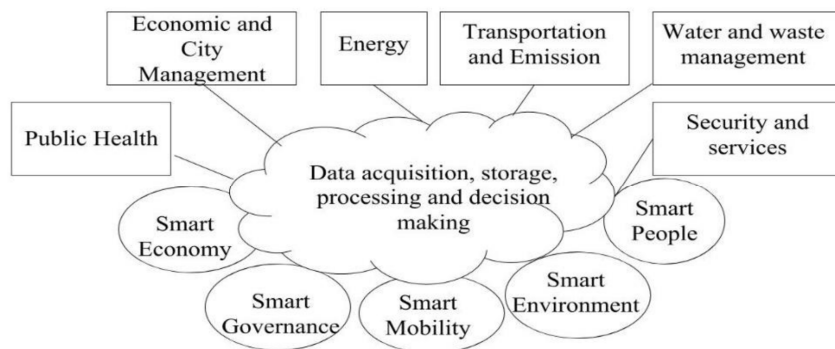 Economic and
City
Management
Energy
Transportation
and Emission
Water and waste
management
Public Health
Security and
services
Data acquisition, storage,
processing and decision
making
Smart
Economy
Smart
People
Smart
Governance
Smart
Mobility
Smart
Environment